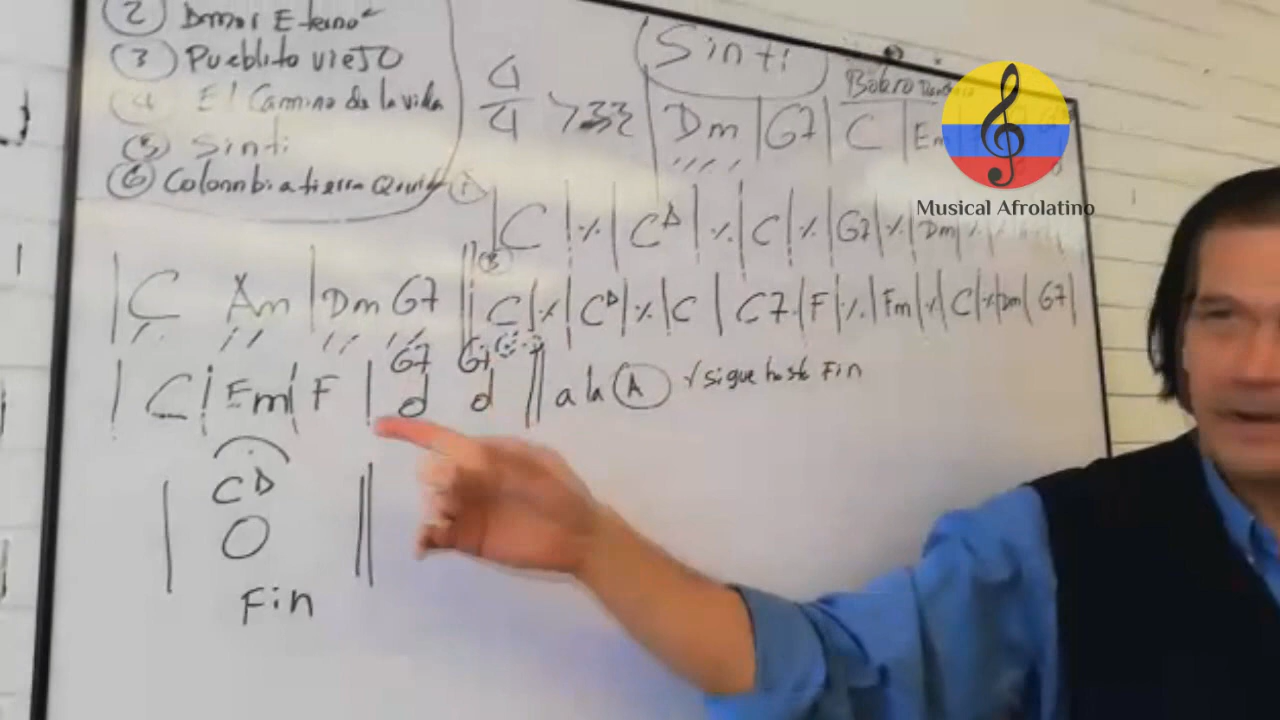 ② Amor Eterno
③ Pueblito viejo
④ El Camino de la vida
⑤ Sinti
⑥ Colombia tierra
4/4
Sinti
Dm | G7 | C | Em
Musical Afrolatino
| C | % | CΔ | % | C | % | G7 | % | Dm | %
| C Am | Dm G7 ||
| C | % | CΔ | % | C | C7 | F | % | Fm | % | C | % | Dm | G7 |
G7 G7
| C | Em | F | d d || a la A y sigue hasta Fin
CΔ
| O ||
Fin